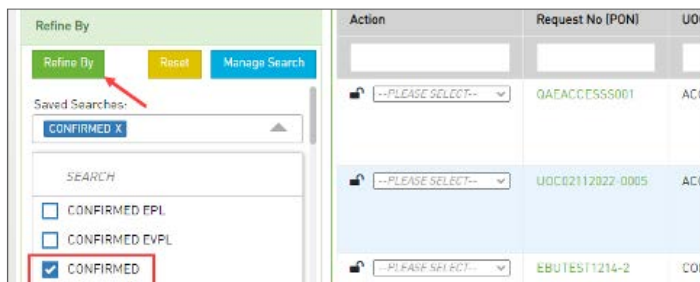 Refine By
Refine By Reset Manage Search
Saved Searches:
CONFIRMED X
SEARCH
CONFIRMED EPL
CONFIRMED EVPL
CONFIRMED
Action Request No (PON) UO
--PLEASE SELECT-- QAEACCESSS001 AC
--PLEASE SELECT-- UOC02112022-0005 AC
--PLEASE SELECT-- EBUTEST1214-2 CO